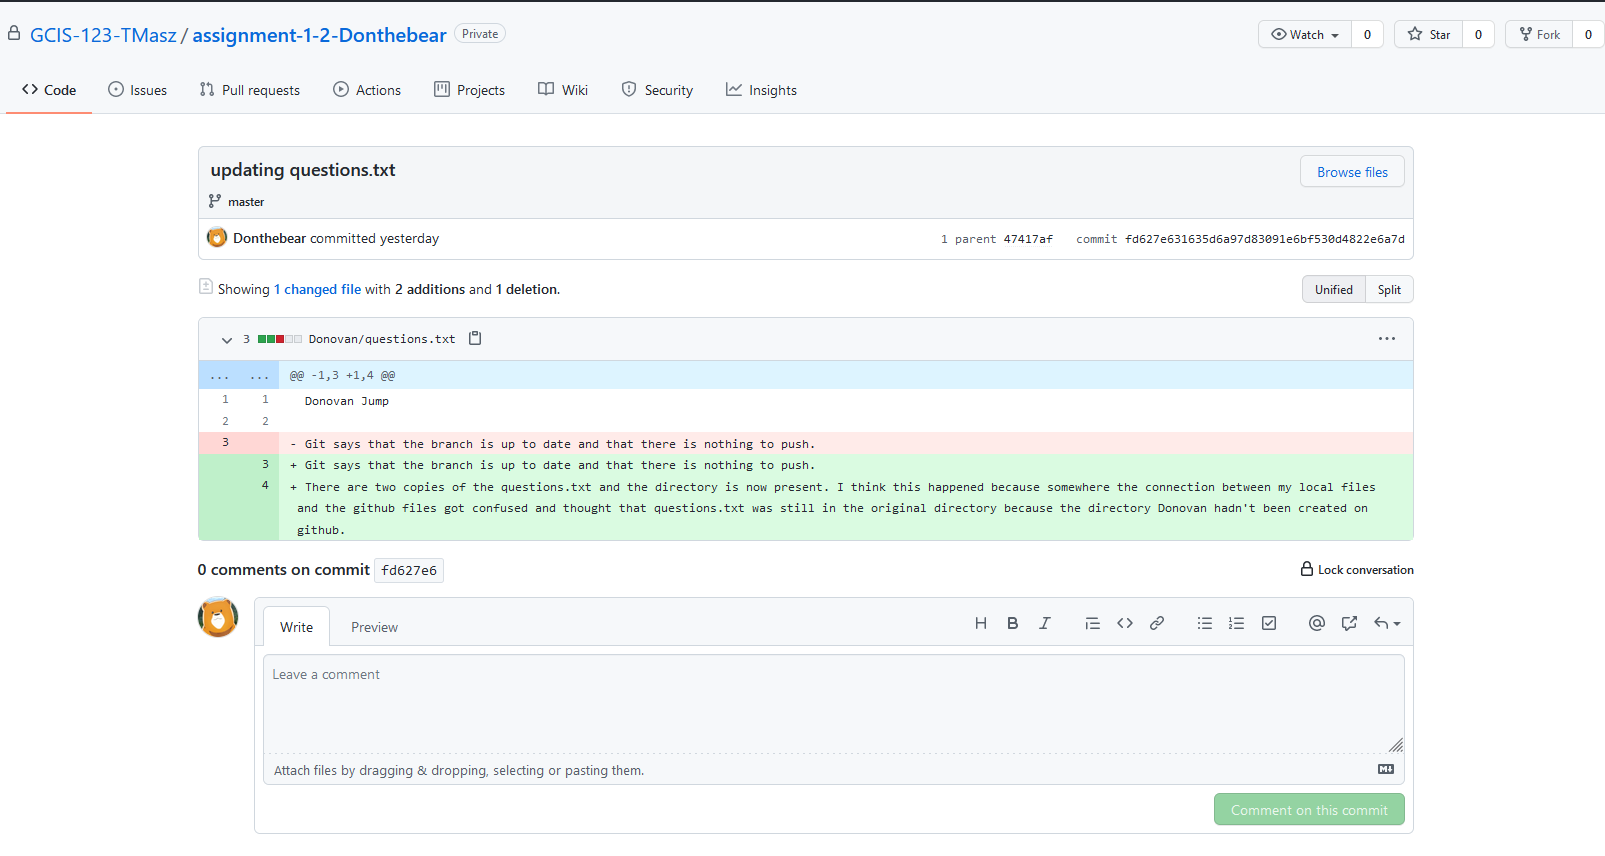 GCIS-123-TMasz / assignment-1-2-Donthebear Private Watch 0 Star 0 Fork 0
Code Issues Pull requests Actions Projects Wiki Security Insights
updating questions.txt Browse files
master
Donthebear committed yesterday 1 parent 47417af commit fd627e631635d6a97d83091e6bf530d4822e6a7d
Showing 1 changed file with 2 additions and 1 deletion. Unified Split
3 Donovan/questions.txt ...
... ... @@ -1,3 +1,4 @@
1 1 Donovan Jump
2 2
3 - Git says that the branch is up to date and that there is nothing to push.
3 + Git says that the branch is up to date and that there is nothing to push.
4 + There are two copies of the questions.txt and the directory is now present. I think this happened because somewhere the connection between my local files
and the github files got confused and thought that questions.txt was still in the original directory because the directory Donovan hadn't been created on
github.
0 comments on commit fd627e6 Lock conversation
Write Preview H B I @
Leave a comment
Attach files by dragging & dropping, selecting or pasting them.
Comment on this commit